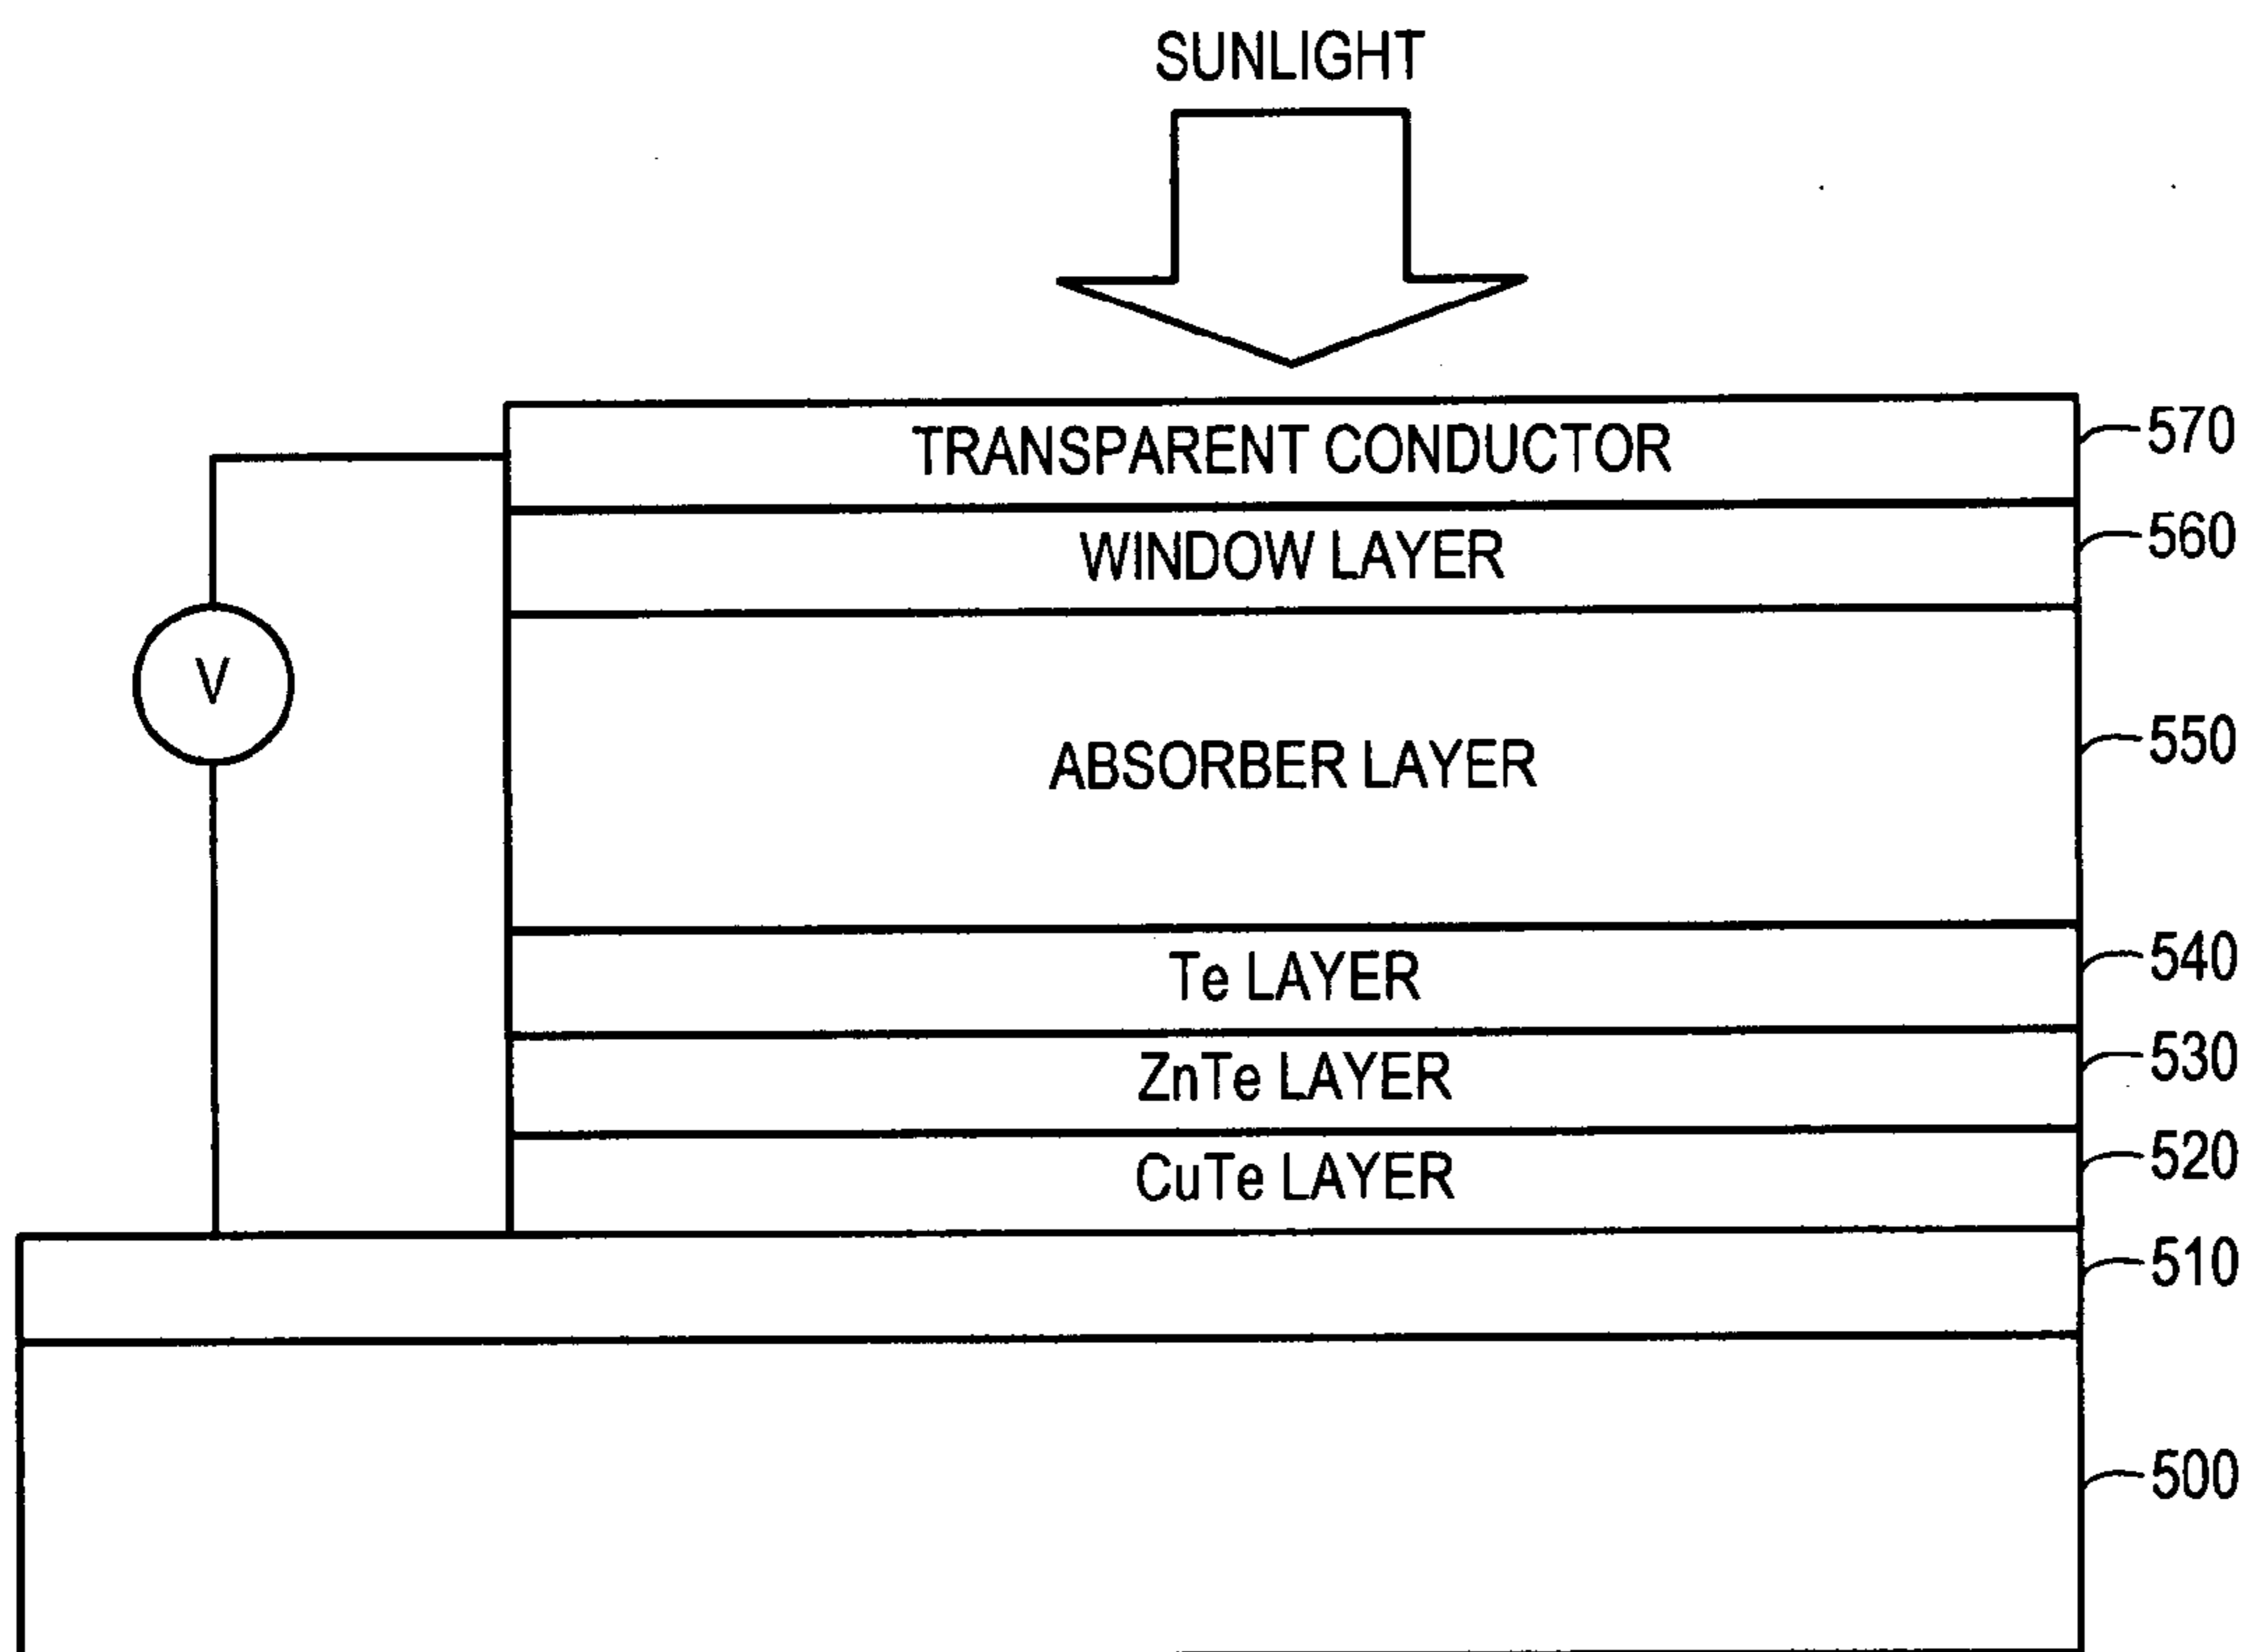 SUNLIGHT
TRANSPARENT CONDUCTOR
570
WINDOW LAYER
560
V
ABSORBER LAYER
550
Te LAYER
540
ZnTe LAYER
530
CuTe LAYER
520
510
500